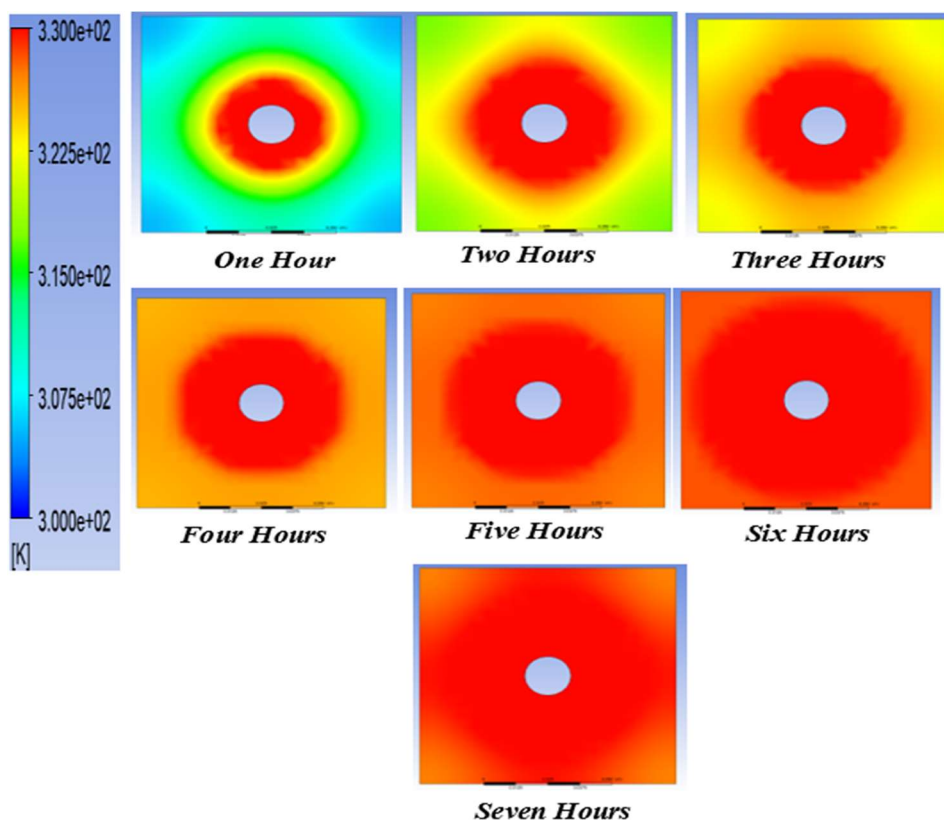 3.300e+02
3.225e+02
3.150e+02
3.075e+02
3.000e+02
[K]
One Hour
Two Hours
Three Hours
Four Hours
Five Hours
Six Hours
Seven Hours